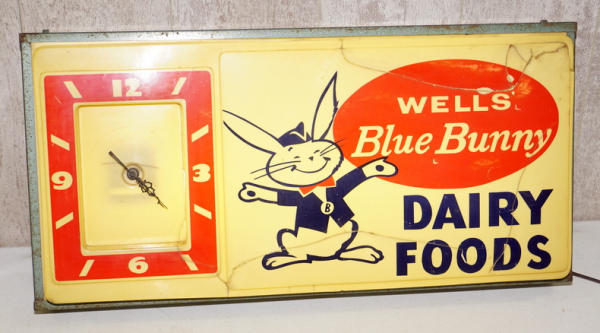 12
9
3
6
WELLS'
Blue Bunny
B
DAIRY
FOODS